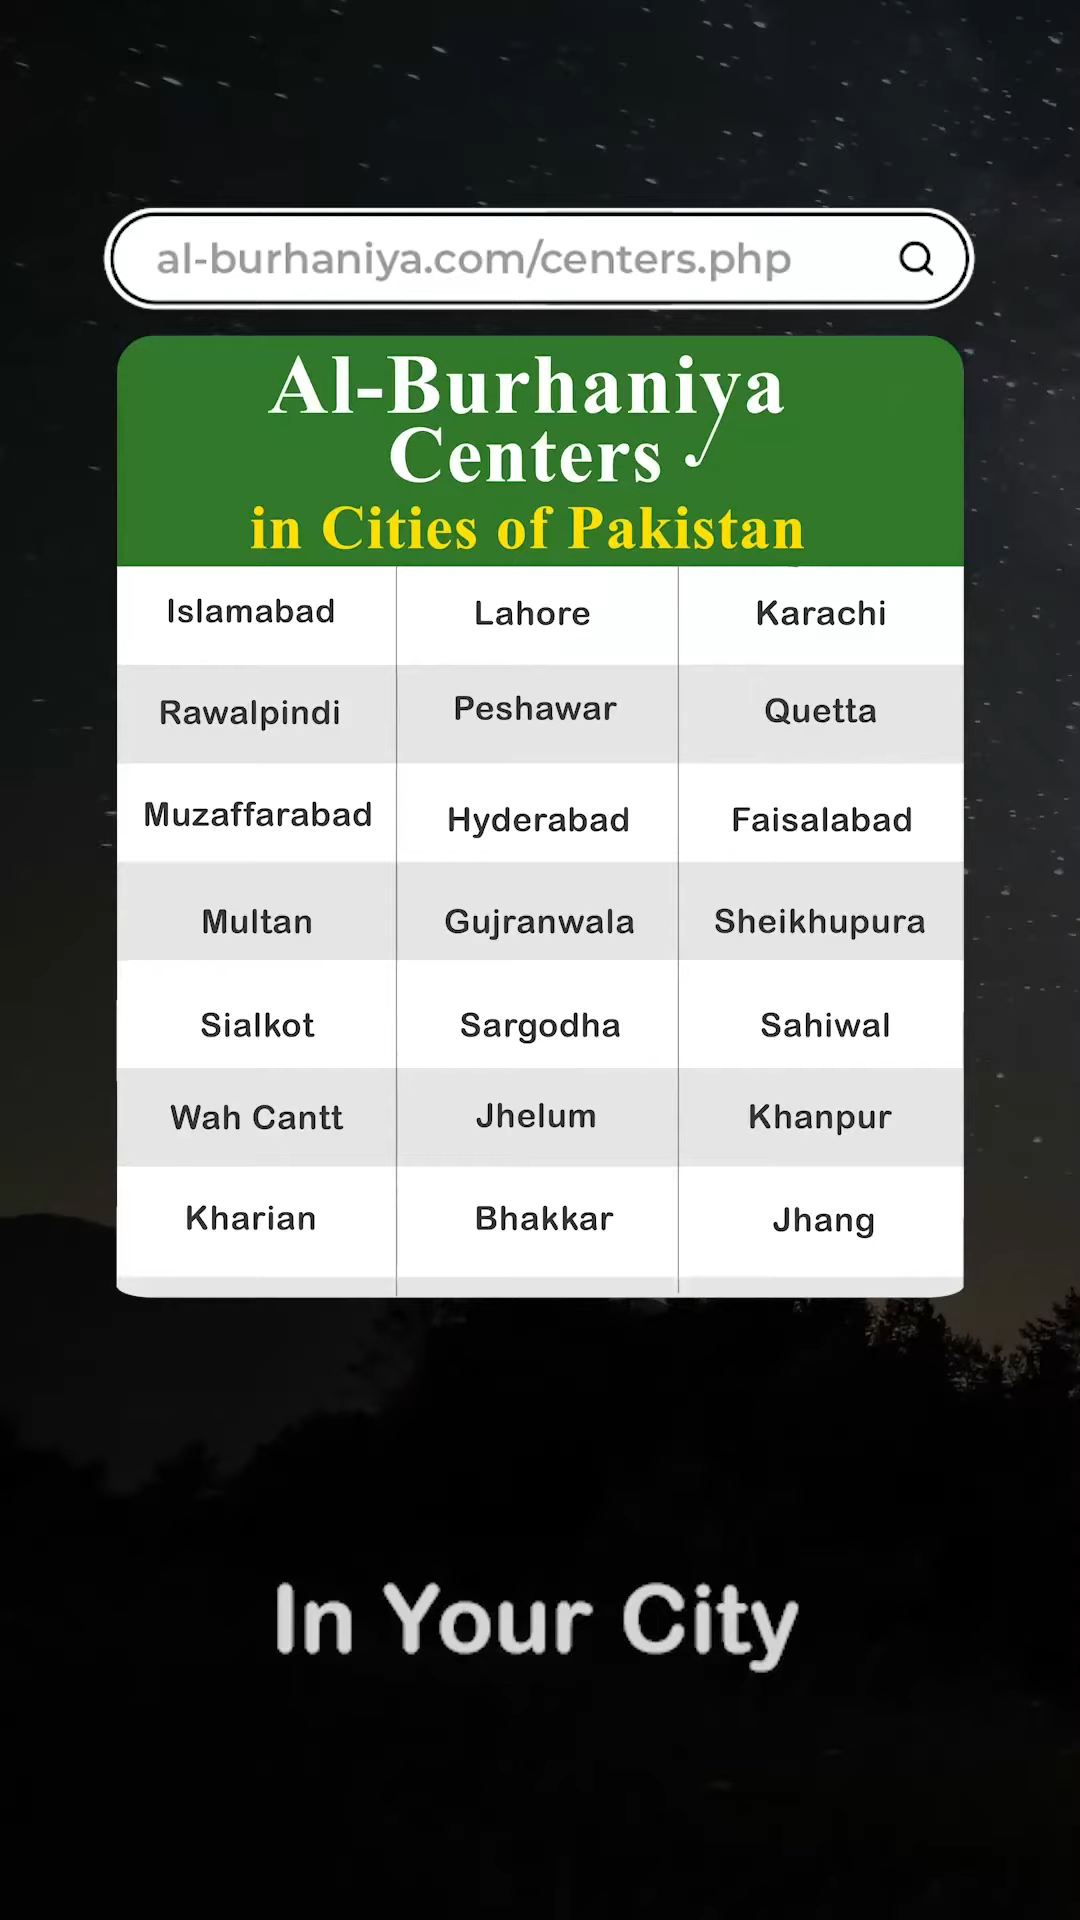 al-burhaniya.com/centers.php
Al-Burhaniya
Centers
in Cities of Pakistan
Islamabad Lahore Karachi
Rawalpindi Peshawar Quetta
Muzaffarabad Hyderabad Faisalabad
Multan Gujranwala Sheikhupura
Sialkot Sargodha Sahiwal
Wah Cantt Jhelum Khanpur
Kharian Bhakkar Jhang
In Your City